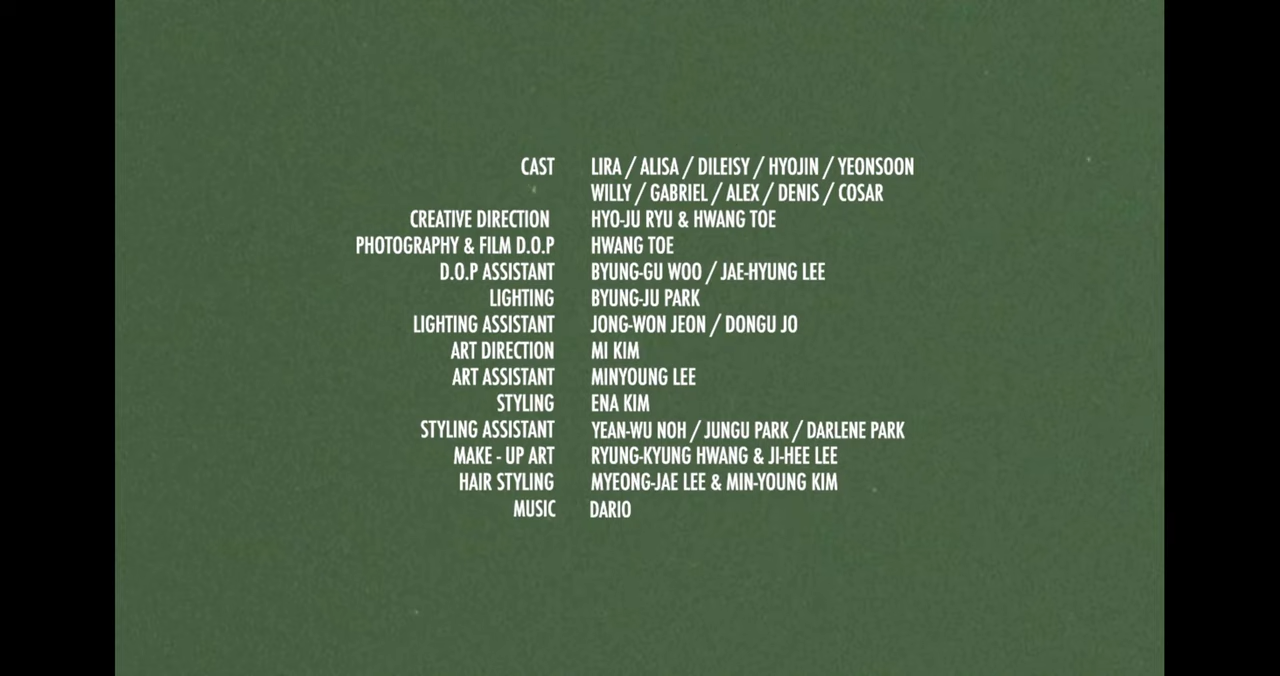 CAST LIRA / ALISA / DILEISY / HYOJIN / YEONSOON
WILLY / GABRIEL / ALEX / DENIS / COSAR
CREATIVE DIRECTION HYO-JU RYU & HWANG TOE
PHOTOGRAPHY & FILM D.O.P HWANG TOE
D.O.P ASSISTANT BYUNG-GU WOO / JAE-HYUNG LEE
LIGHTING BYUNG-JU PARK
LIGHTING ASSISTANT JONG-WON JEON / DONGU JO
ART DIRECTION MI KIM
ART ASSISTANT MINYOUNG LEE
STYLING ENA KIM
STYLING ASSISTANT YEAN-WU NOH / JUNGU PARK / DARLENE PARK
MAKE - UP ART RYUNG-KYUNG HWANG & JI-HEE LEE
HAIR STYLING MYEONG-JAE LEE & MIN-YOUNG KIM
MUSIC DARIO